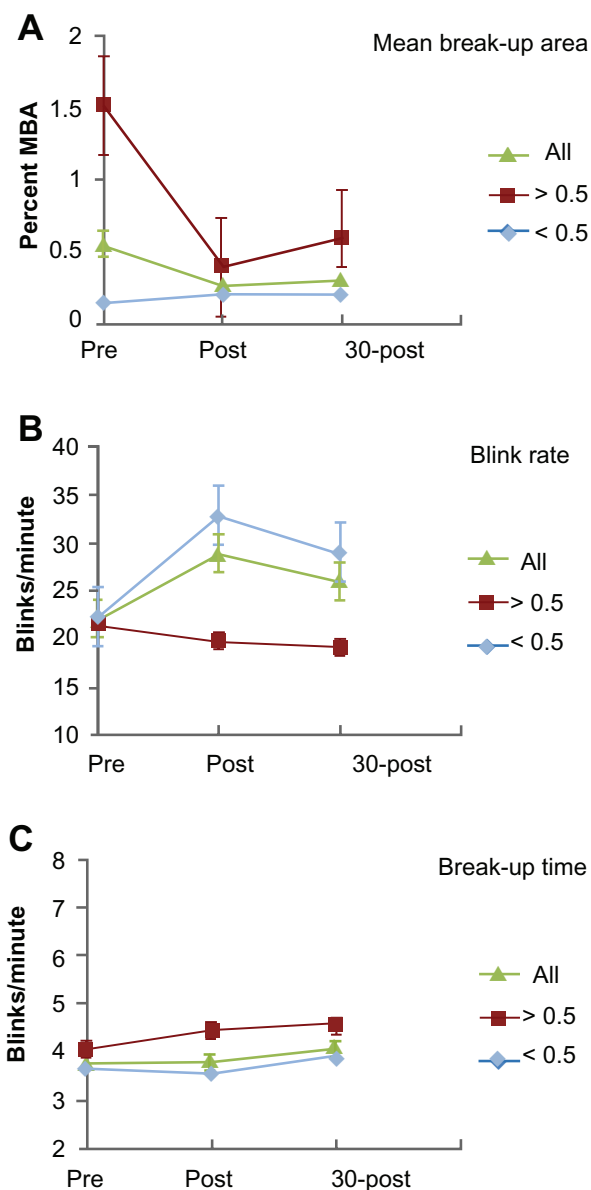 A
Mean break-up area
Percent MBA
2
1.5
1
0.5
0
Pre Post 30-post
All
> 0.5
< 0.5
B
Blink rate
Blinks/minute
40
35
30
25
20
15
10
Pre Post 30-post
All
> 0.5
< 0.5
C
Break-up time
Blinks/minute
8
7
6
5
4
3
2
Pre Post 30-post
All
> 0.5
< 0.5